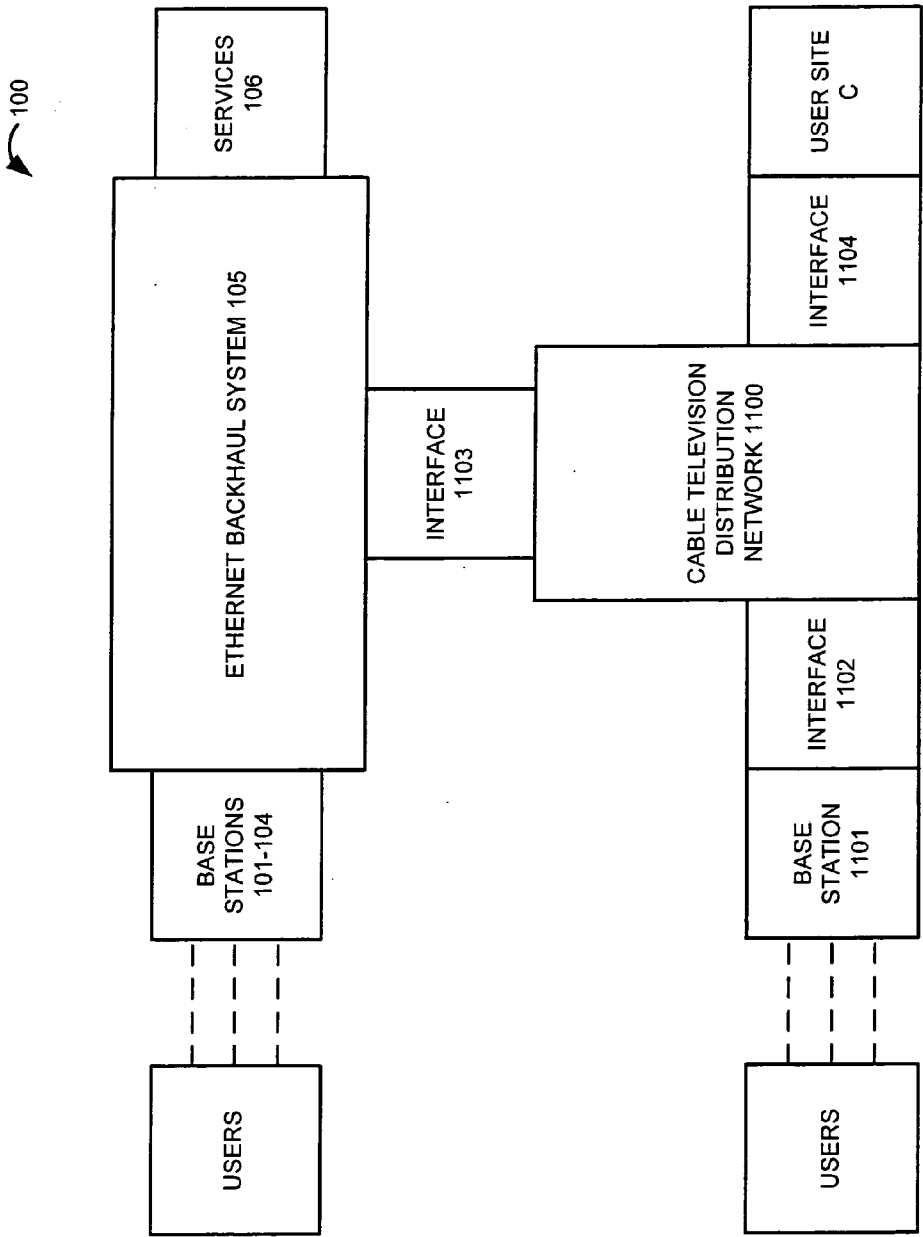 100
USERS
BASE
STATIONS
101-104
ETHERNET BACKHAUL SYSTEM 105
SERVICES
106
INTERFACE
1103
USERS
BASE
STATION
1101
INTERFACE
1102
CABLE TELEVISION
DISTRIBUTION
NETWORK 1100
INTERFACE
1104
USER SITE
C